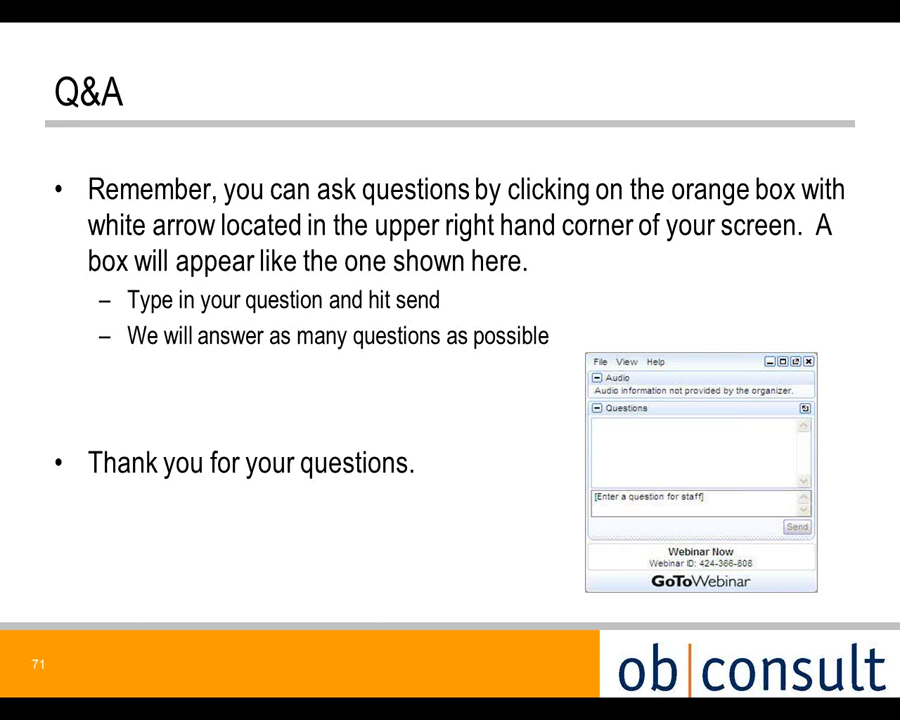 Q&A
• Remember, you can ask questions by clicking on the orange box with
white arrow located in the upper right hand corner of your screen. A
box will appear like the one shown here.
– Type in your question and hit send
– We will answer as many questions as possible
• Thank you for your questions.
File View Help
Audio
Audio information not provided by the organizer.
Questions
[Enter a question for staff]
Send
Webinar Now
Webinar ID: 424-366-808
GoToWebinar
71
ob|consult